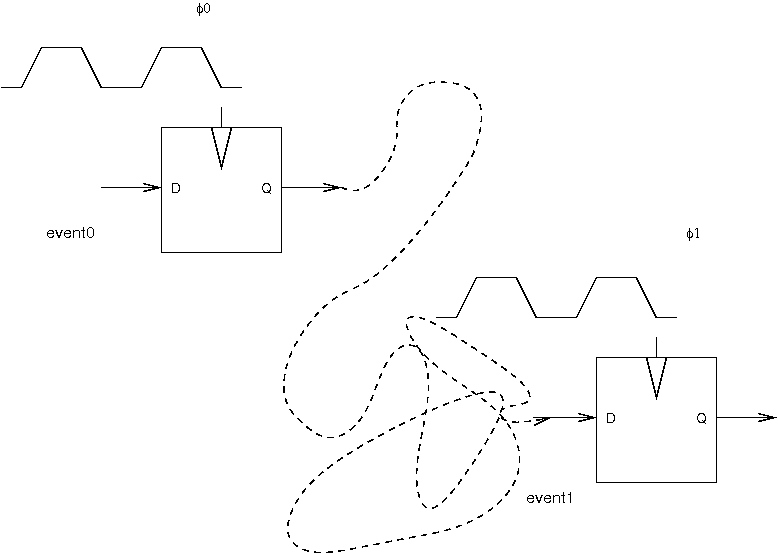 ϕ0
D Q
event0
ϕ1
D Q
event1